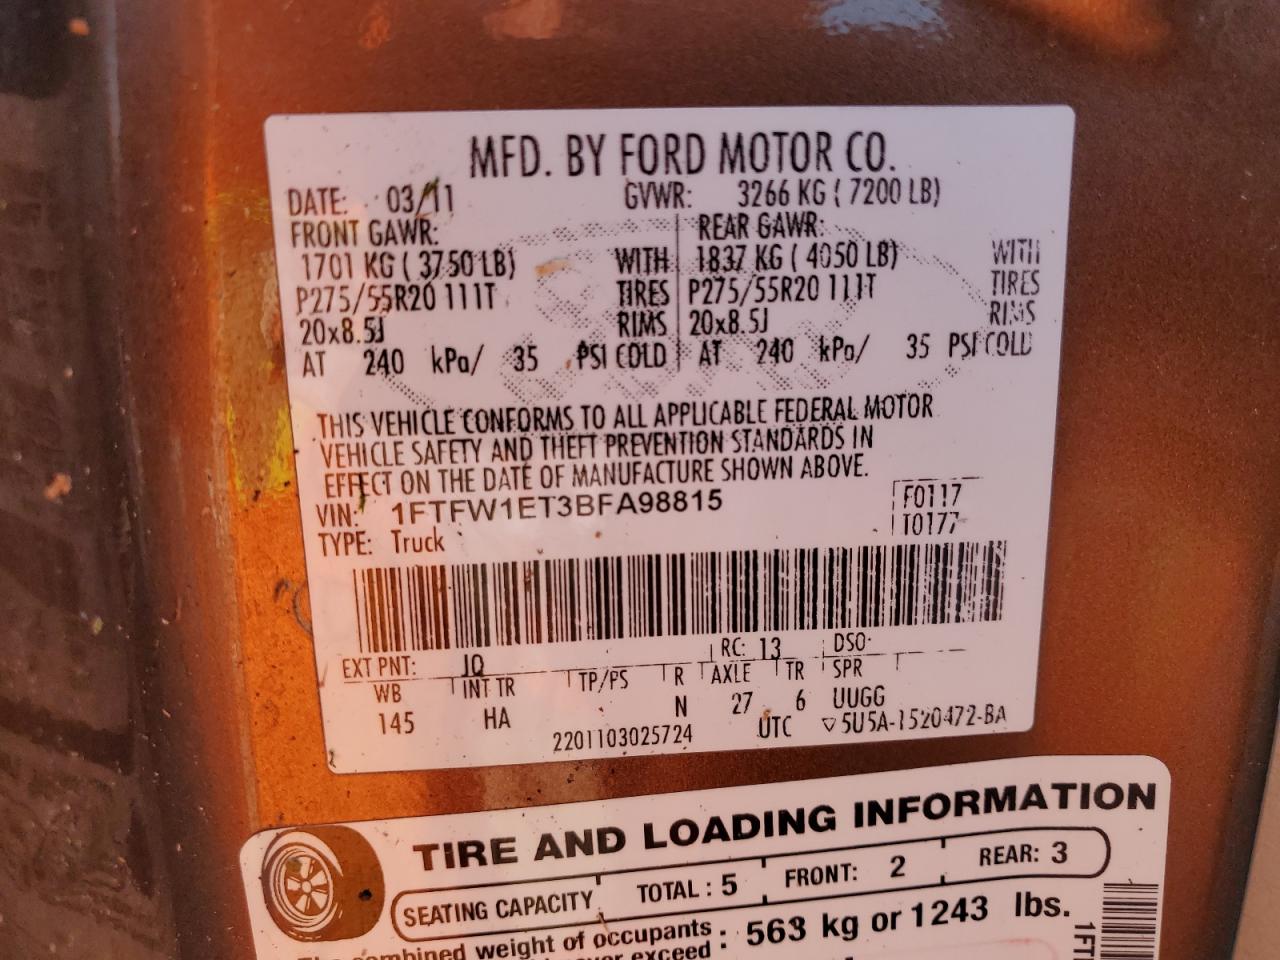 MFD. BY FORD MOTOR CO.
DATE: 03/11 GVWR: 3266 KG ( 7200 LB)
FRONT GAWR: REAR GAWR:
1701 KG ( 3750 LB) WITH 1837 KG ( 4050 LB) WITH
P275/55R20 111T TIRES P275/55R20 111T TIRES
20x8.5J RIMS 20x8.5J RIMS
AT 240 kPa/ 35 PSI COLD AT 240 kPa/ 35 PSI COLD
THIS VEHICLE CONFORMS TO ALL APPLICABLE FEDERAL MOTOR
VEHICLE SAFETY AND THEFT PREVENTION STANDARDS IN
EFFECT ON THE DATE OF MANUFACTURE SHOWN ABOVE.
VIN: 1FTFW1ET3BFA98815 F0117
TYPE: Truck T0177
EXT PNT: JQ RC: 13 DSO:
WB INT TR TP/PS R AXLE TR SPR
145 HA N 27 6 UUGG
2201103025724 UTC ▽5U5A-1520472-BA
TIRE AND LOADING INFORMATION
SEATING CAPACITY TOTAL : 5 FRONT: 2 REAR: 3
combined weight of occupants : 563 kg or 1243 lbs.
exceed
1FT